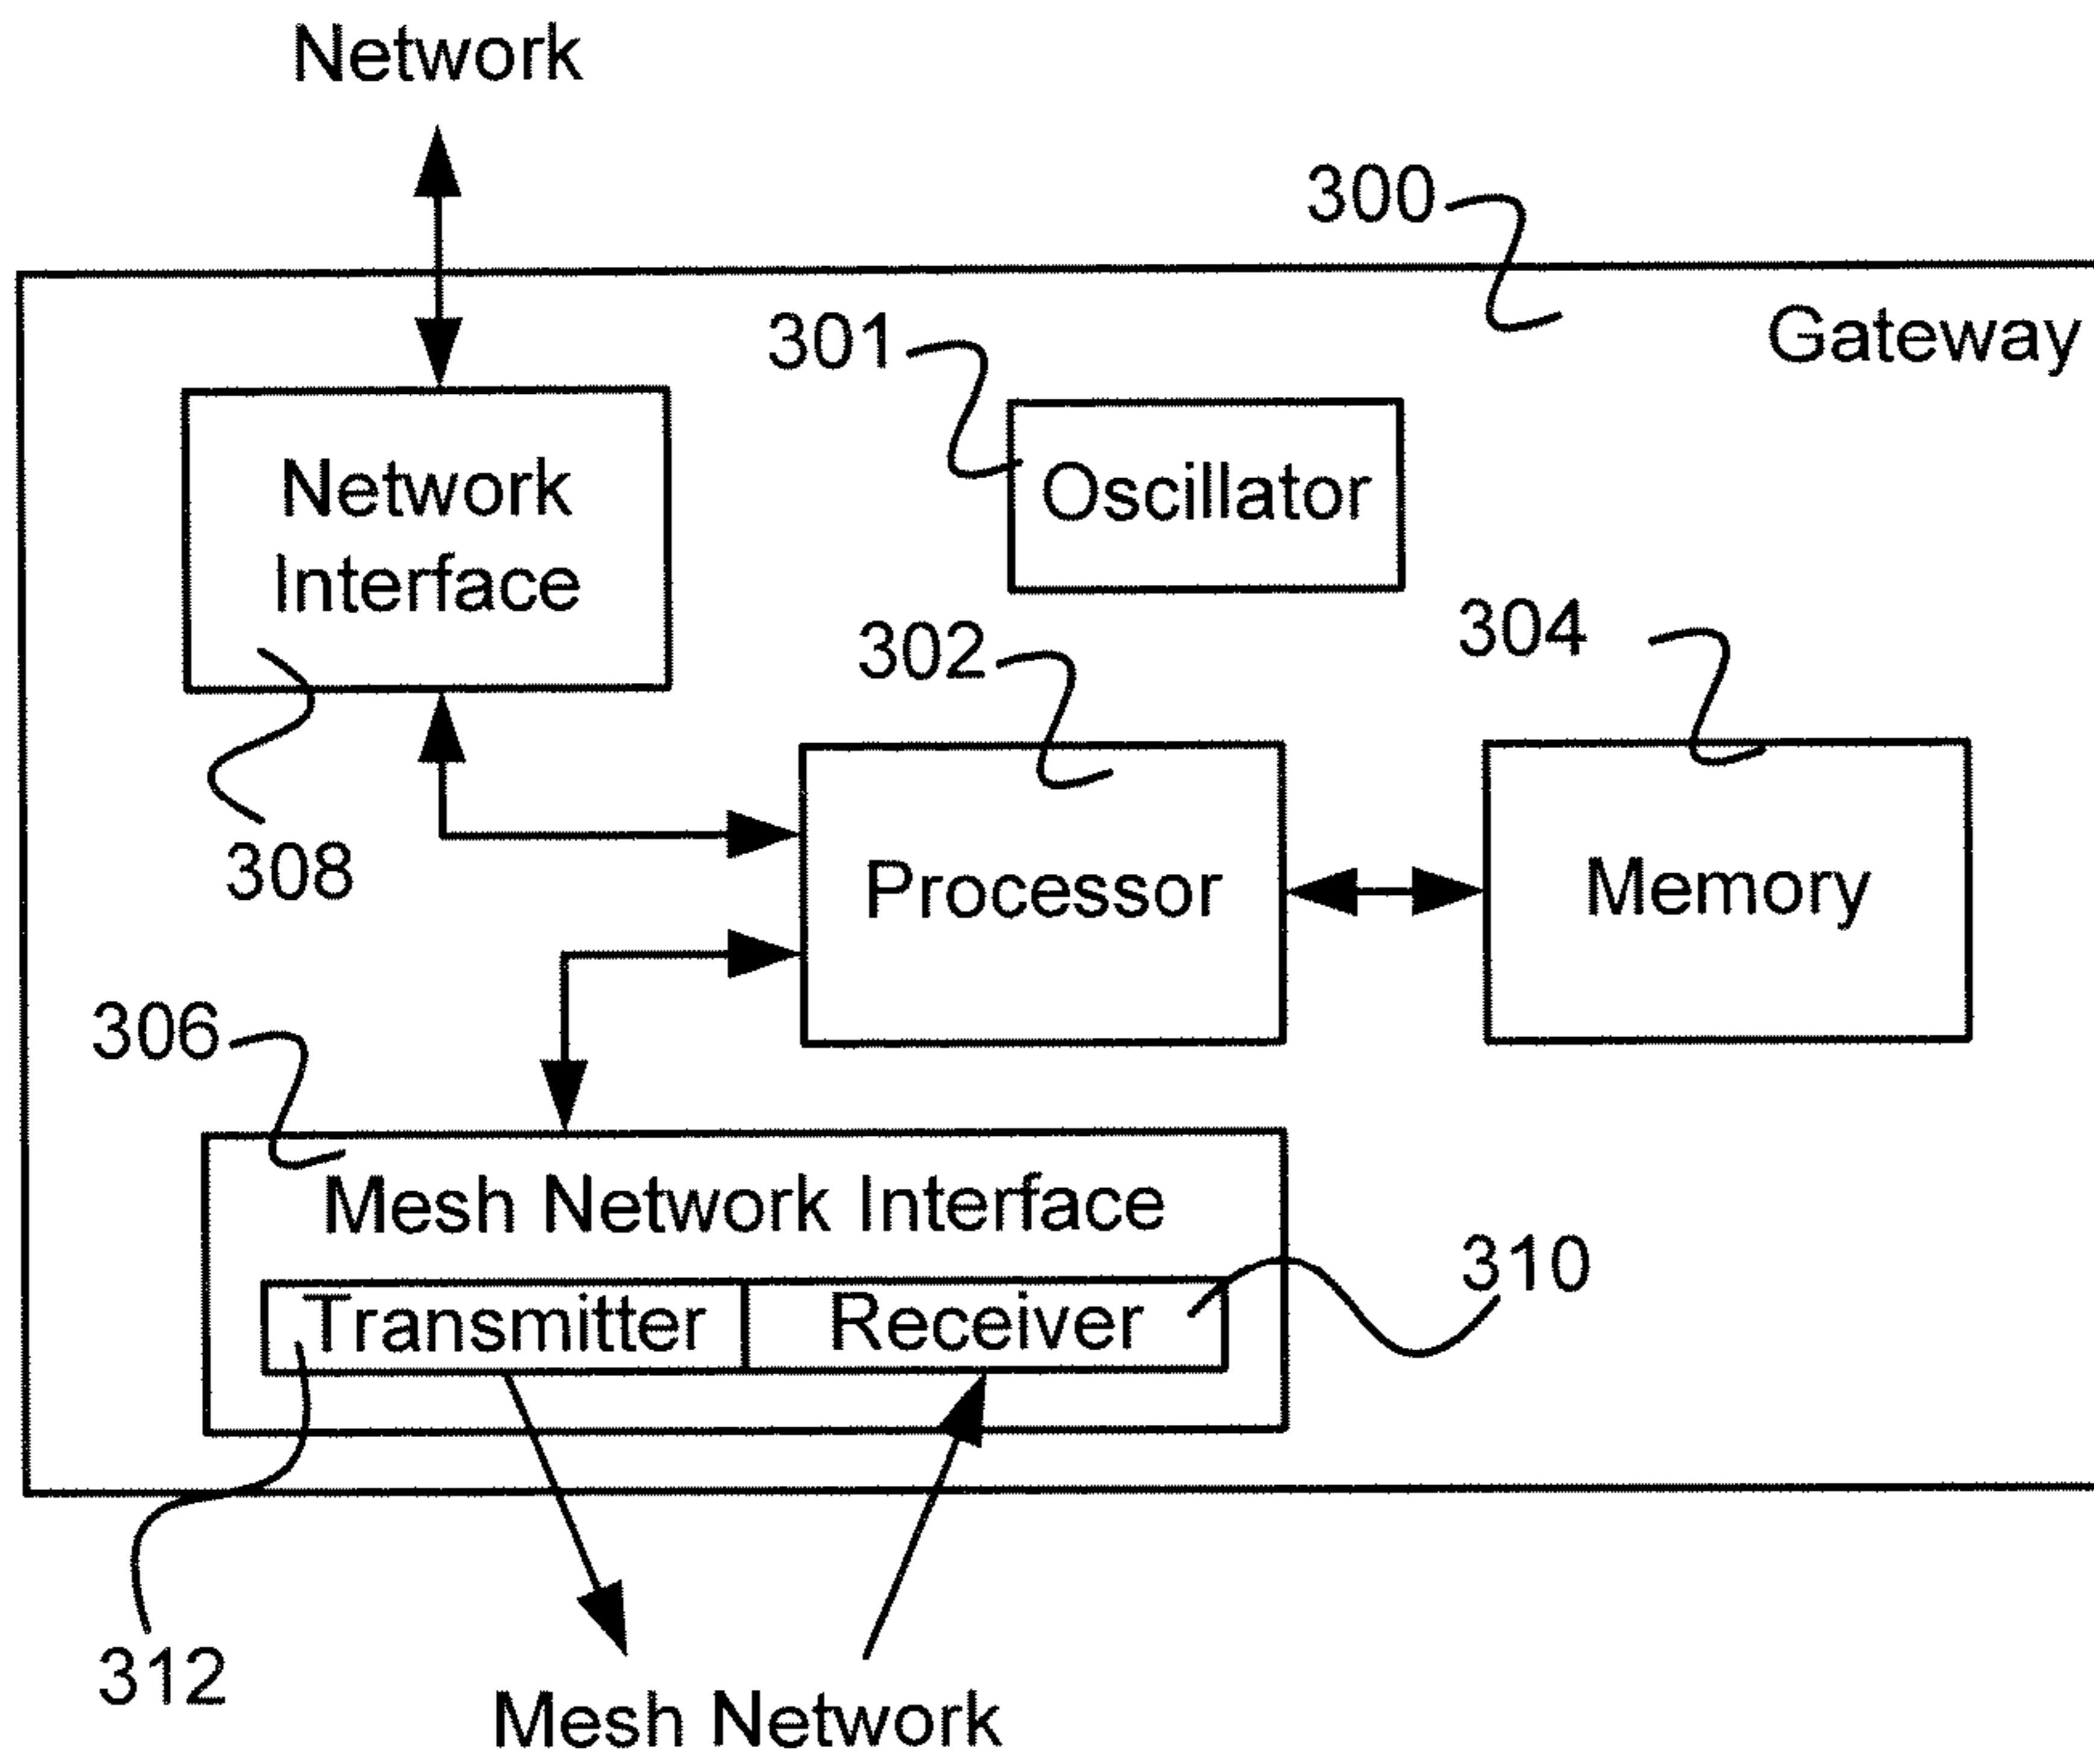 Network
300
Gateway
301
Network
Interface
Oscillator
302
304
308
Processor
Memory
306
Mesh Network Interface
310
Transmitter
Receiver
312
Mesh Network